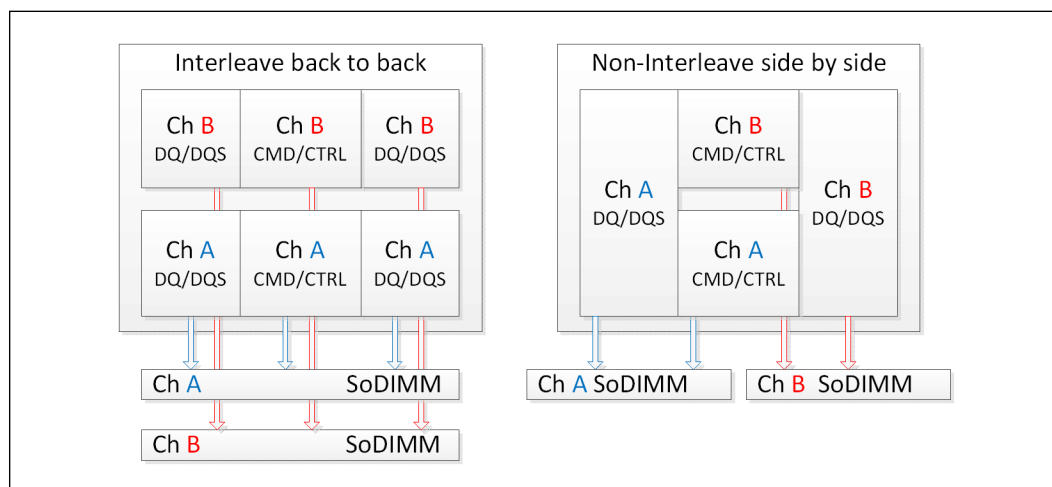 Interleave back to back
Ch B
DQ/DQS
Ch B
CMD/CTRL
Ch B
DQ/DQS
Ch A
DQ/DQS
Ch A
CMD/CTRL
Ch A
DQ/DQS
Ch A SoDIMM
Ch B SoDIMM
Non-Interleave side by side
Ch A
DQ/DQS
Ch B
CMD/CTRL
Ch A
CMD/CTRL
Ch B
DQ/DQS
Ch A SoDIMM
Ch B SoDIMM